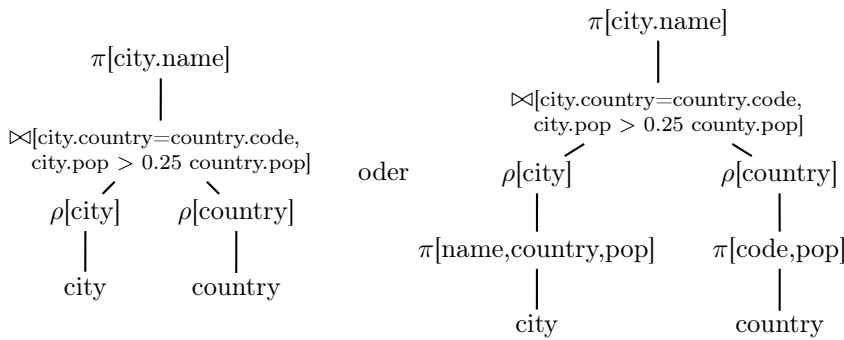 π[city.name]
⋈[city.country=country.code,
city.pop > 0.25 country.pop]
ρ[city] ρ[country]
city country
oder
π[city.name]
⋈[city.country=country.code,
city.pop > 0.25 county.pop]
ρ[city] ρ[country]
π[name,country,pop] π[code,pop]
city country